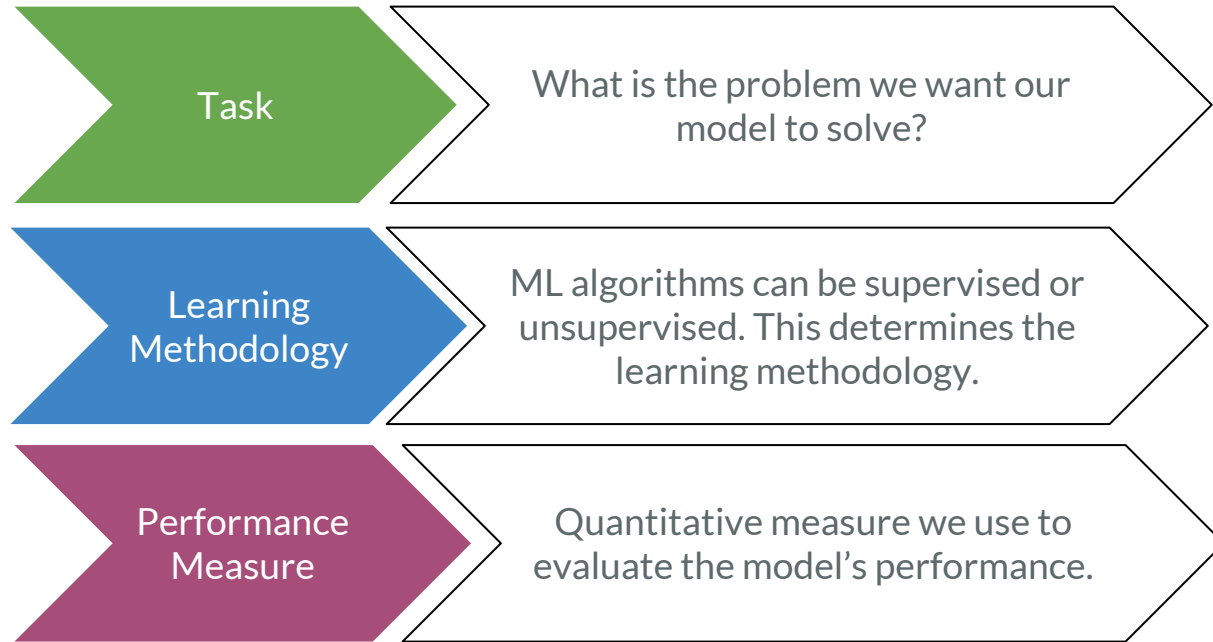 Task
What is the problem we want our
model to solve?
Learning
Methodology
ML algorithms can be supervised or
unsupervised. This determines the
learning methodology.
Performance
Measure
Quantitative measure we use to
evaluate the model’s performance.